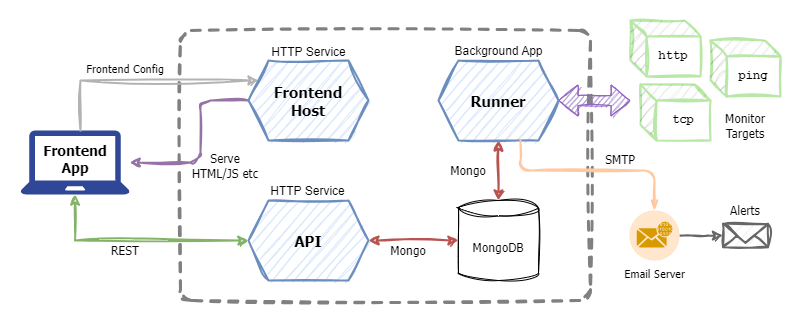 HTTP Service
Background App
http
Frontend Config
ping
Frontend
Host
Runner
tcp
Monitor
Targets
Frontend
App
Serve
HTML/JS etc
Mongo
SMTP
HTTP Service
Alerts
API
REST
Mongo
MongoDB
Email Server